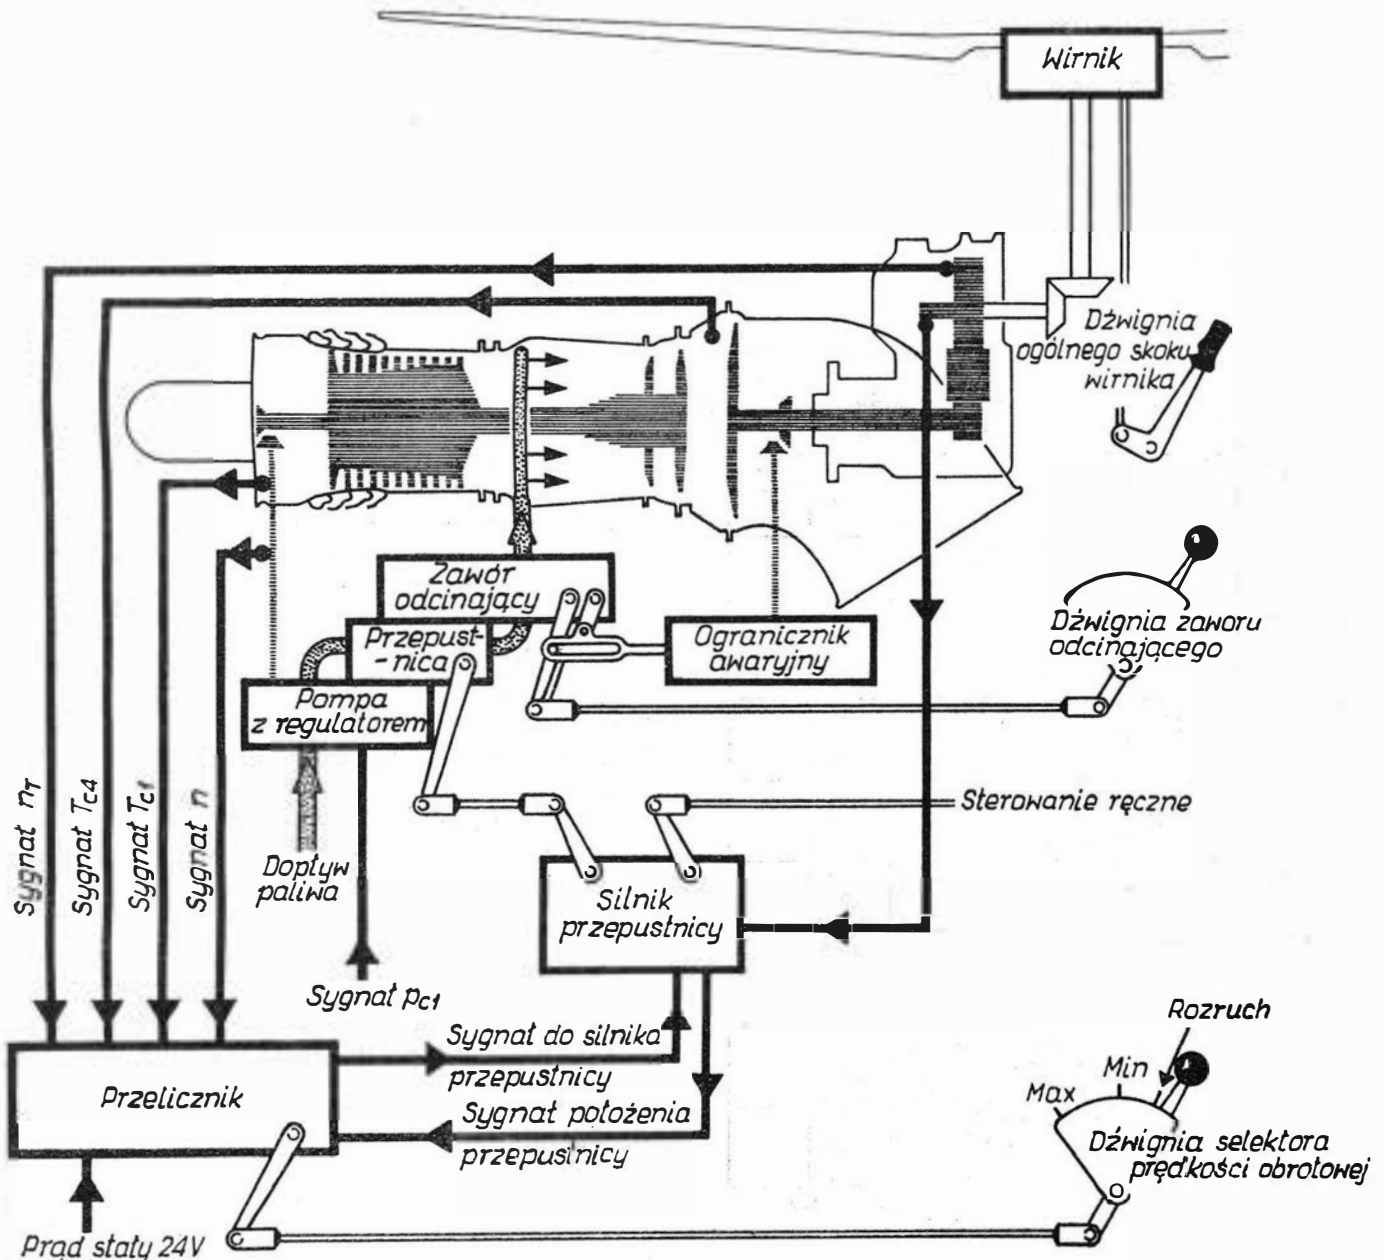 Wirnik
Dźwignia
ogólnego skoku
wirnika
Zawór
odcinający
Przepust-
-nica
Pompa
z regulatorem
Ogranicznik
awaryjny
Dźwignia zaworu
odcinającego
Sygnał nT
Sygnał Tc4
Sygnał Tc1
Sygnał n
Dopływ
paliwa
Sterowanie ręczne
Silnik
przepustnicy
Sygnał pc1
Sygnał do silnika
przepustnicy
Sygnał położenia
przepustnicy
Przelicznik
Prąd stały 24V
Rozruch
Min
Max
Dźwignia selektora
prędkości obrotowej